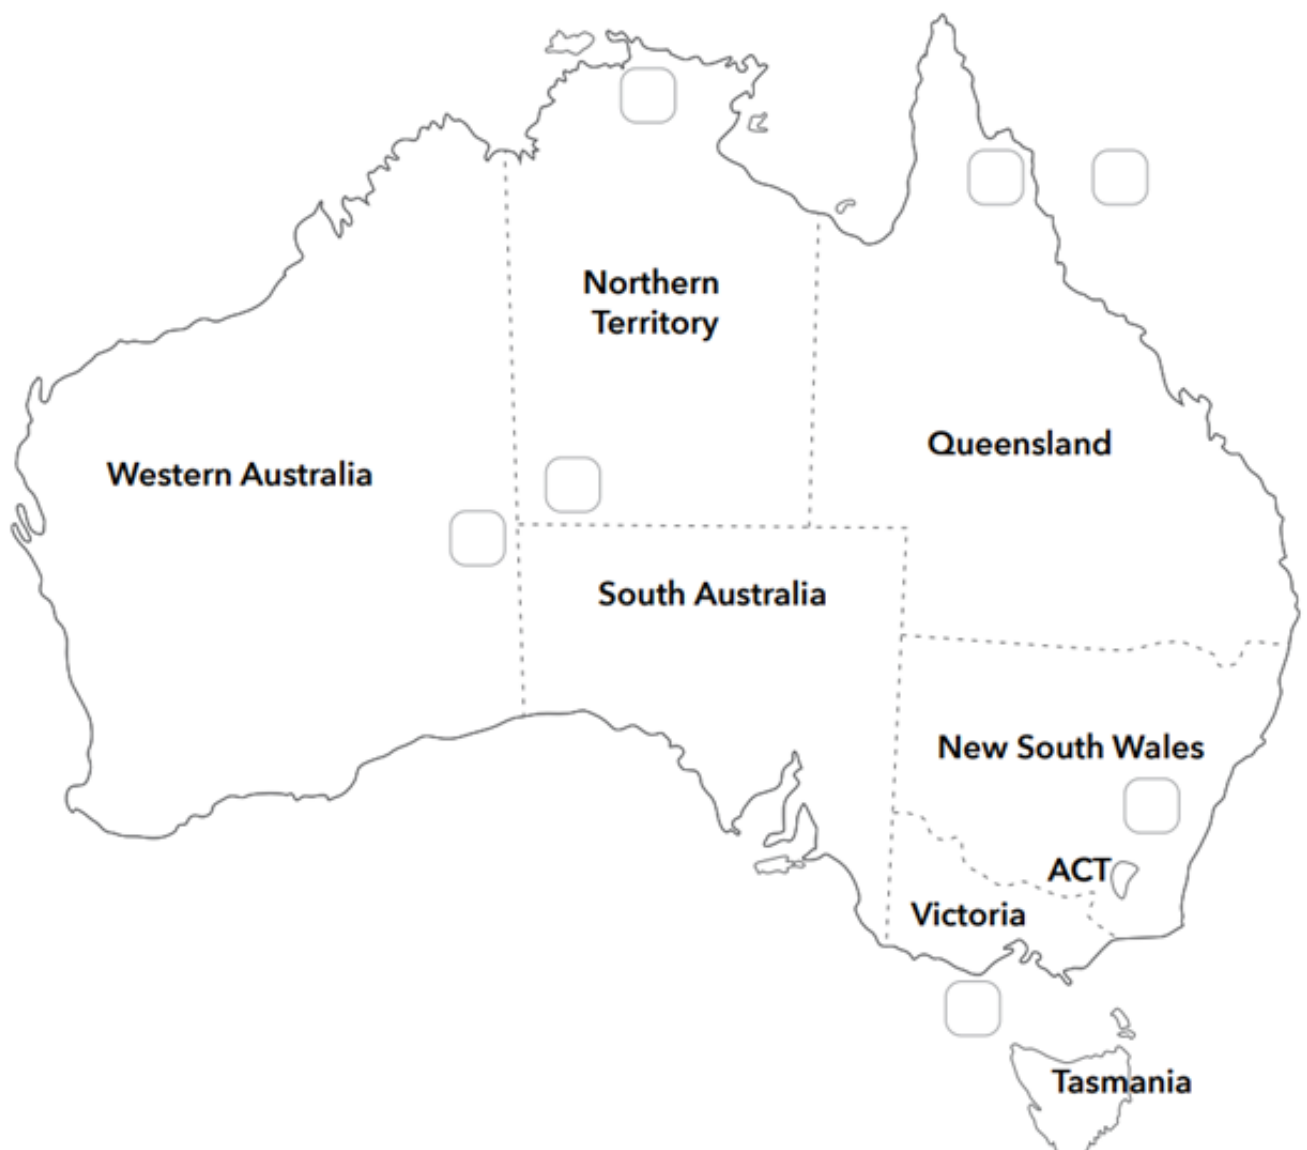 Northern
Territory
Queensland
Western Australia
South Australia
New South Wales
ACT
Victoria
Tasmania